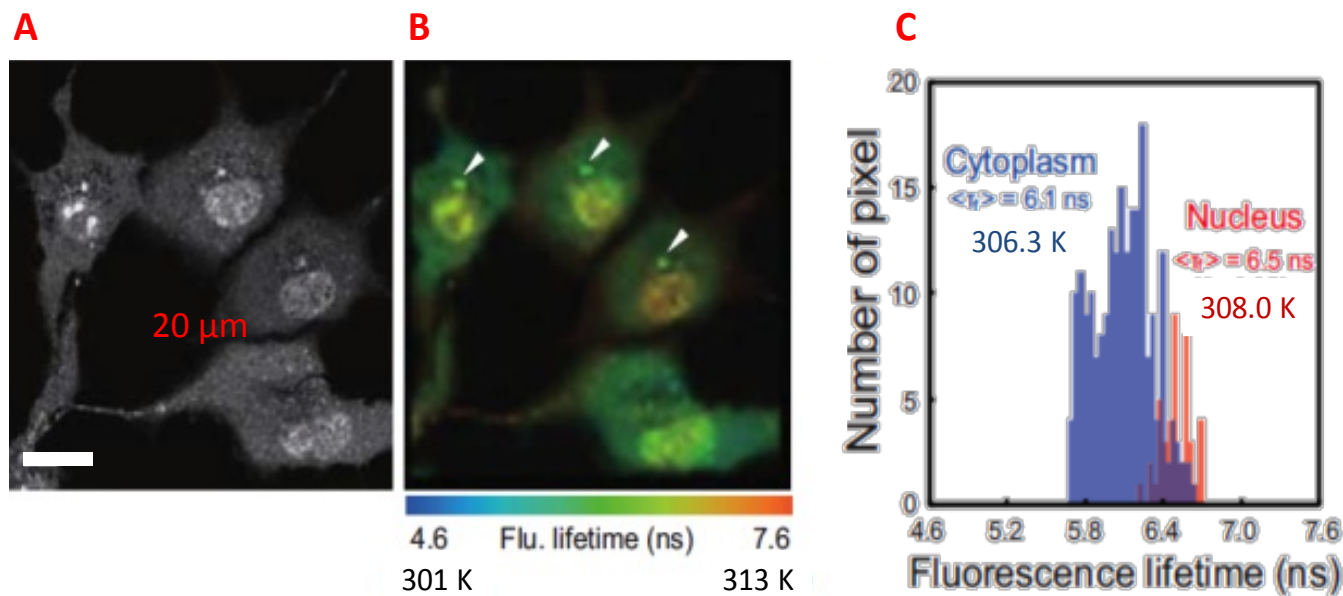 A
B
C
20 µm
4.6 Flu. lifetime (ns) 7.6
301 K 313 K
Number of pixel
20
15
10
5
0
Cytoplasm
<τf> = 6.1 ns
306.3 K
Nucleus
<τf> = 6.5 ns
308.0 K
4.6 5.2 5.8 6.4 7.0 7.6
Fluorescence lifetime (ns)